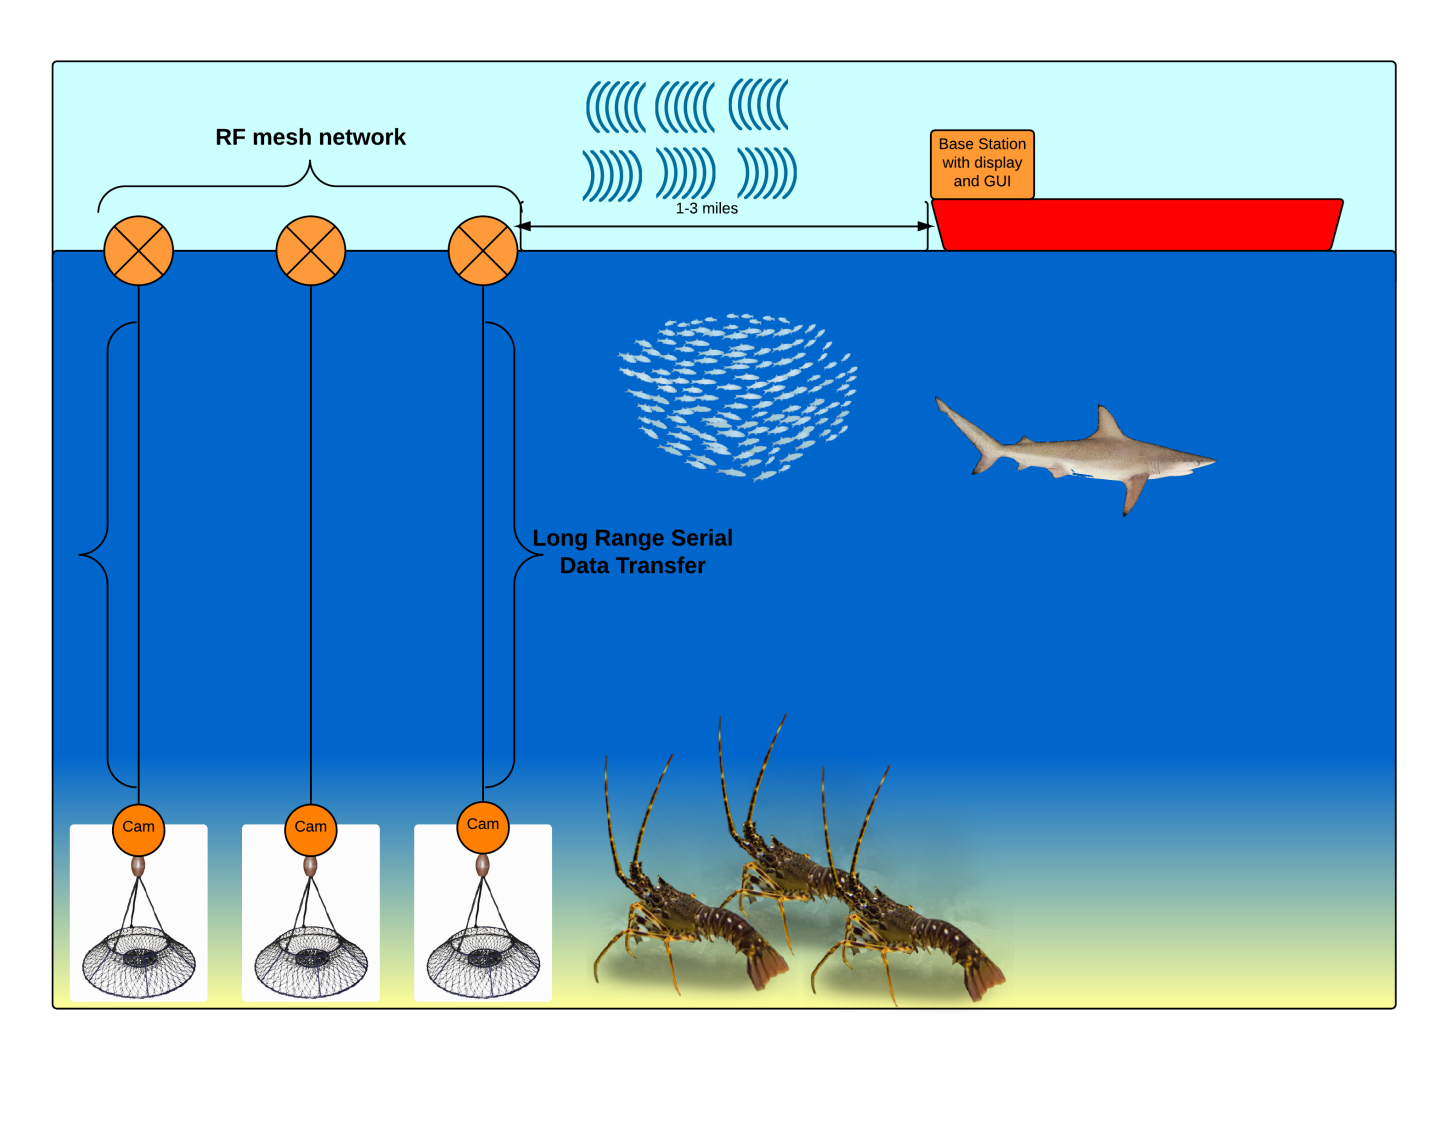 RF mesh network
Base Station
with display
and GUI
1-3 miles
Long Range Serial
Data Transfer
Cam
Cam
Cam